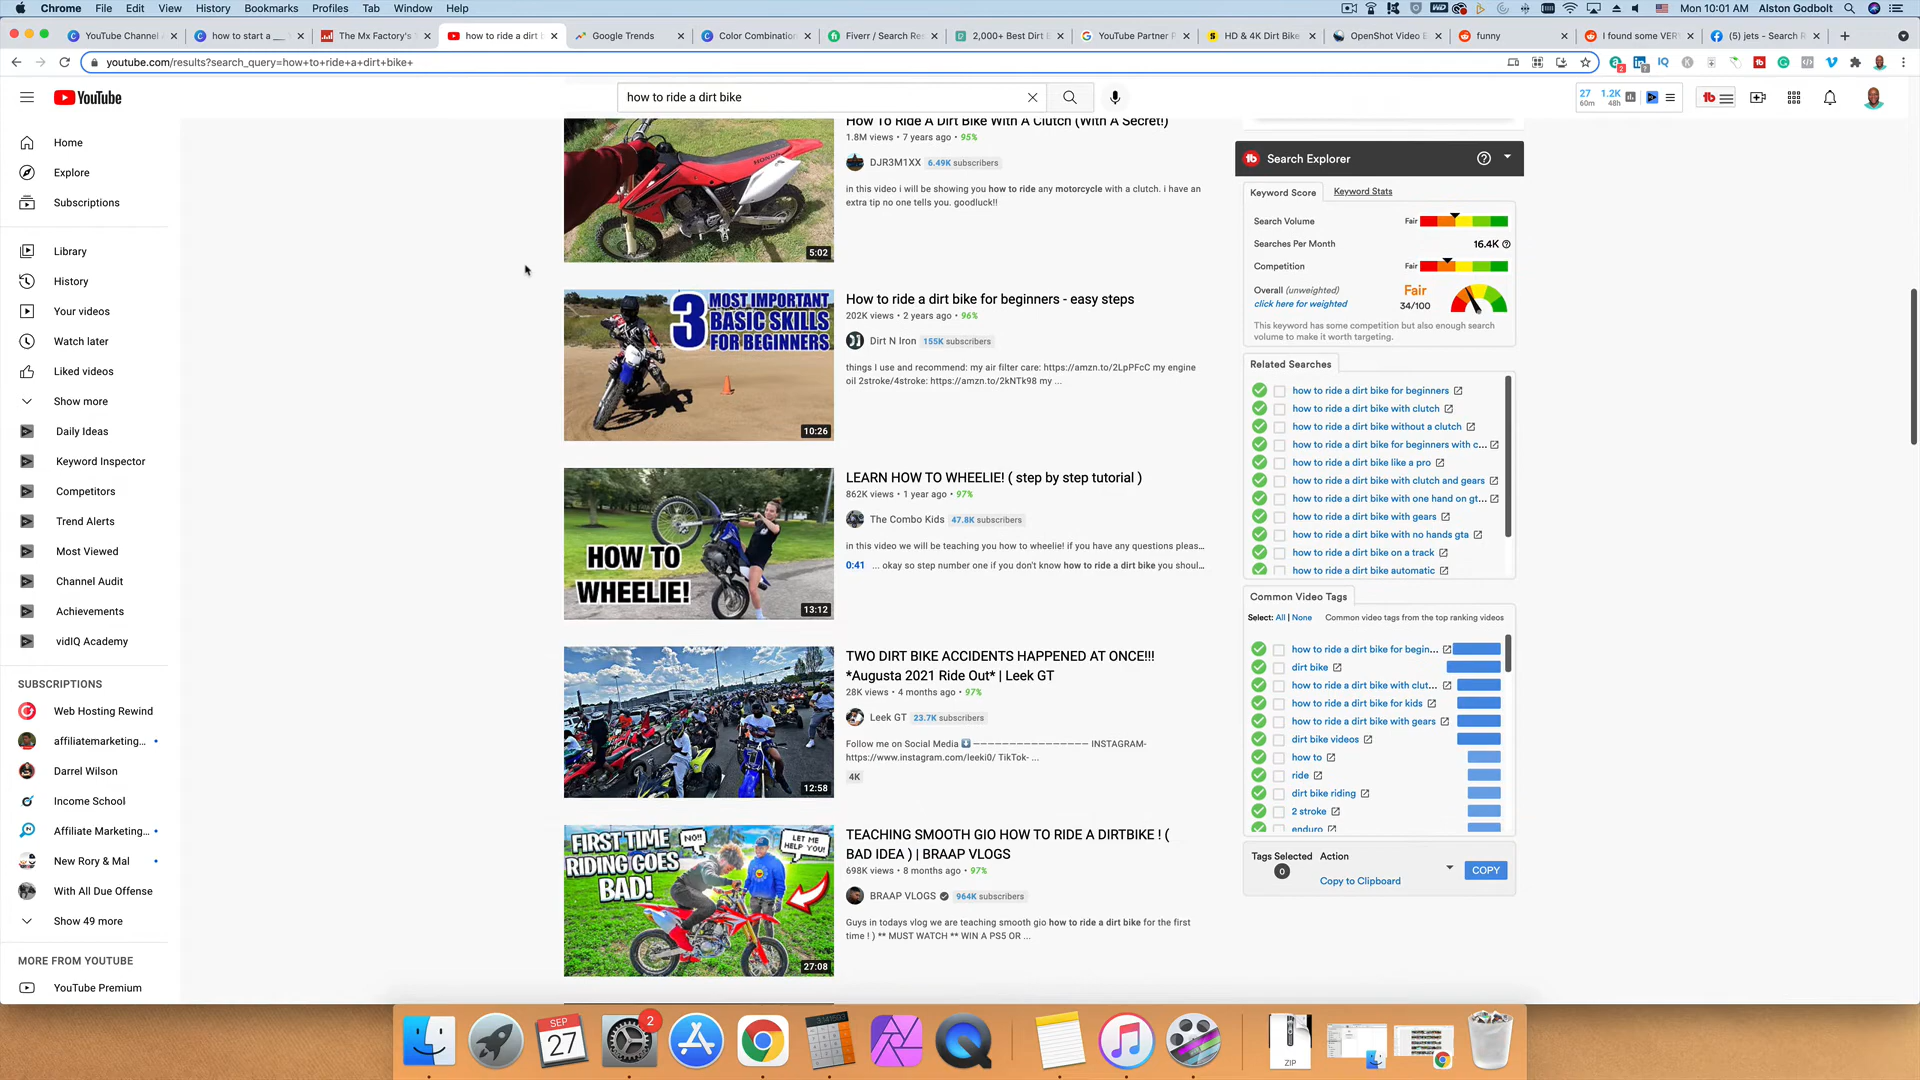 Chrome File Edit View History Bookmarks Profiles Tab Window Help
Mon 10:01 AM Alston Godbolt
YouTube Channel
how to start a ___
The Mx Factory's
how to ride a dirt
Google Trends
Color Combination
Fiverr / Search Re
2,000+ Best Dirt
YouTube Partner P
HD & 4K Dirt Bike
OpenShot Video E
funny
I found some VER
(5) jets - Search R
youtube.com/results?search_query=how+to+ride+a+dirt+bike+
YouTube
how to ride a dirt bike
27 1.2K
60m 48h
Home
Explore
Subscriptions
Library
History
Your videos
Watch later
Liked videos
Show more
Daily Ideas
Keyword Inspector
Competitors
Trend Alerts
Most Viewed
Channel Audit
Achievements
vidIQ Academy
SUBSCRIPTIONS
Web Hosting Rewind
affiliatemarketing...
Darrel Wilson
Income School
Affiliate Marketing...
New Rory & Mal
With All Due Offense
Show 49 more
MORE FROM YOUTUBE
YouTube Premium
How To Ride A Dirt Bike With A Clutch (With A Secret!)
1.8M views • 7 years ago • 95%
DJR3M1XX 6.49K subscribers
in this video i will be showing you how to ride any motorcycle with a clutch. i have an
extra tip no one tells you. goodluck!!
5:02
3 MOST IMPORTANT
BASIC SKILLS
FOR BEGINNERS
10:26
How to ride a dirt bike for beginners - easy steps
202K views • 2 years ago • 96%
Dirt N Iron 155K subscribers
things I use and recommend: my air filter care: https://amzn.to/2LpPFcC my engine
oil 2stroke/4stroke: https://amzn.to/2kNTk98 my ...
HOW TO
WHEELIE!
13:12
LEARN HOW TO WHEELIE! ( step by step tutorial )
862K views • 1 year ago • 97%
The Combo Kids 47.8K subscribers
in this video we will be teaching you how to wheelie! if you have any questions pleas...
0:41 ... okay so step number one if you don't know how to ride a dirt bike you shoul...
12:58
TWO DIRT BIKE ACCIDENTS HAPPENED AT ONCE!!!
*Augusta 2021 Ride Out* | Leek GT
28K views • 4 months ago • 97%
Leek GT 23.7K subscribers
Follow me on Social Media ⬇ ———————————————— INSTAGRAM-
https://www.instagram.com/leeki0/ TikTok- ...
4K
FIRST TIME
RIDING GOES
BAD!
NO!!
LET ME
HELP YOU!
27:08
TEACHING SMOOTH GIO HOW TO RIDE A DIRTBIKE ! (
BAD IDEA ) | BRAAP VLOGS
698K views • 8 months ago • 97%
BRAAP VLOGS 964K subscribers
Guys in todays vlog we are teaching smooth gio how to ride a dirt bike for the first
time ! ) ** MUST WATCH ** WIN A PS5 OR ...
Search Explorer
Keyword Score Keyword Stats
Search Volume Fair
Searches Per Month 16.4K
Competition Fair
Overall (unweighted) Fair
click here for weighted 34/100
This keyword has some competition but also enough search
volume to make it worth targeting.
Related Searches
how to ride a dirt bike for beginners
how to ride a dirt bike with clutch
how to ride a dirt bike without a clutch
how to ride a dirt bike for beginners with c...
how to ride a dirt bike like a pro
how to ride a dirt bike with clutch and gears
how to ride a dirt bike with one hand on gt...
how to ride a dirt bike with gears
how to ride a dirt bike with no hands gta
how to ride a dirt bike on a track
how to ride a dirt bike automatic
Common Video Tags
Select: All | None Common video tags from the top ranking videos
how to ride a dirt bike for begin...
dirt bike
how to ride a dirt bike with clut...
how to ride a dirt bike for kids
how to ride a dirt bike with gears
dirt bike videos
how to
ride
dirt bike riding
2 stroke
enduro
Tags Selected Action
0 Copy to Clipboard COPY
SEP
27
2
ZIP